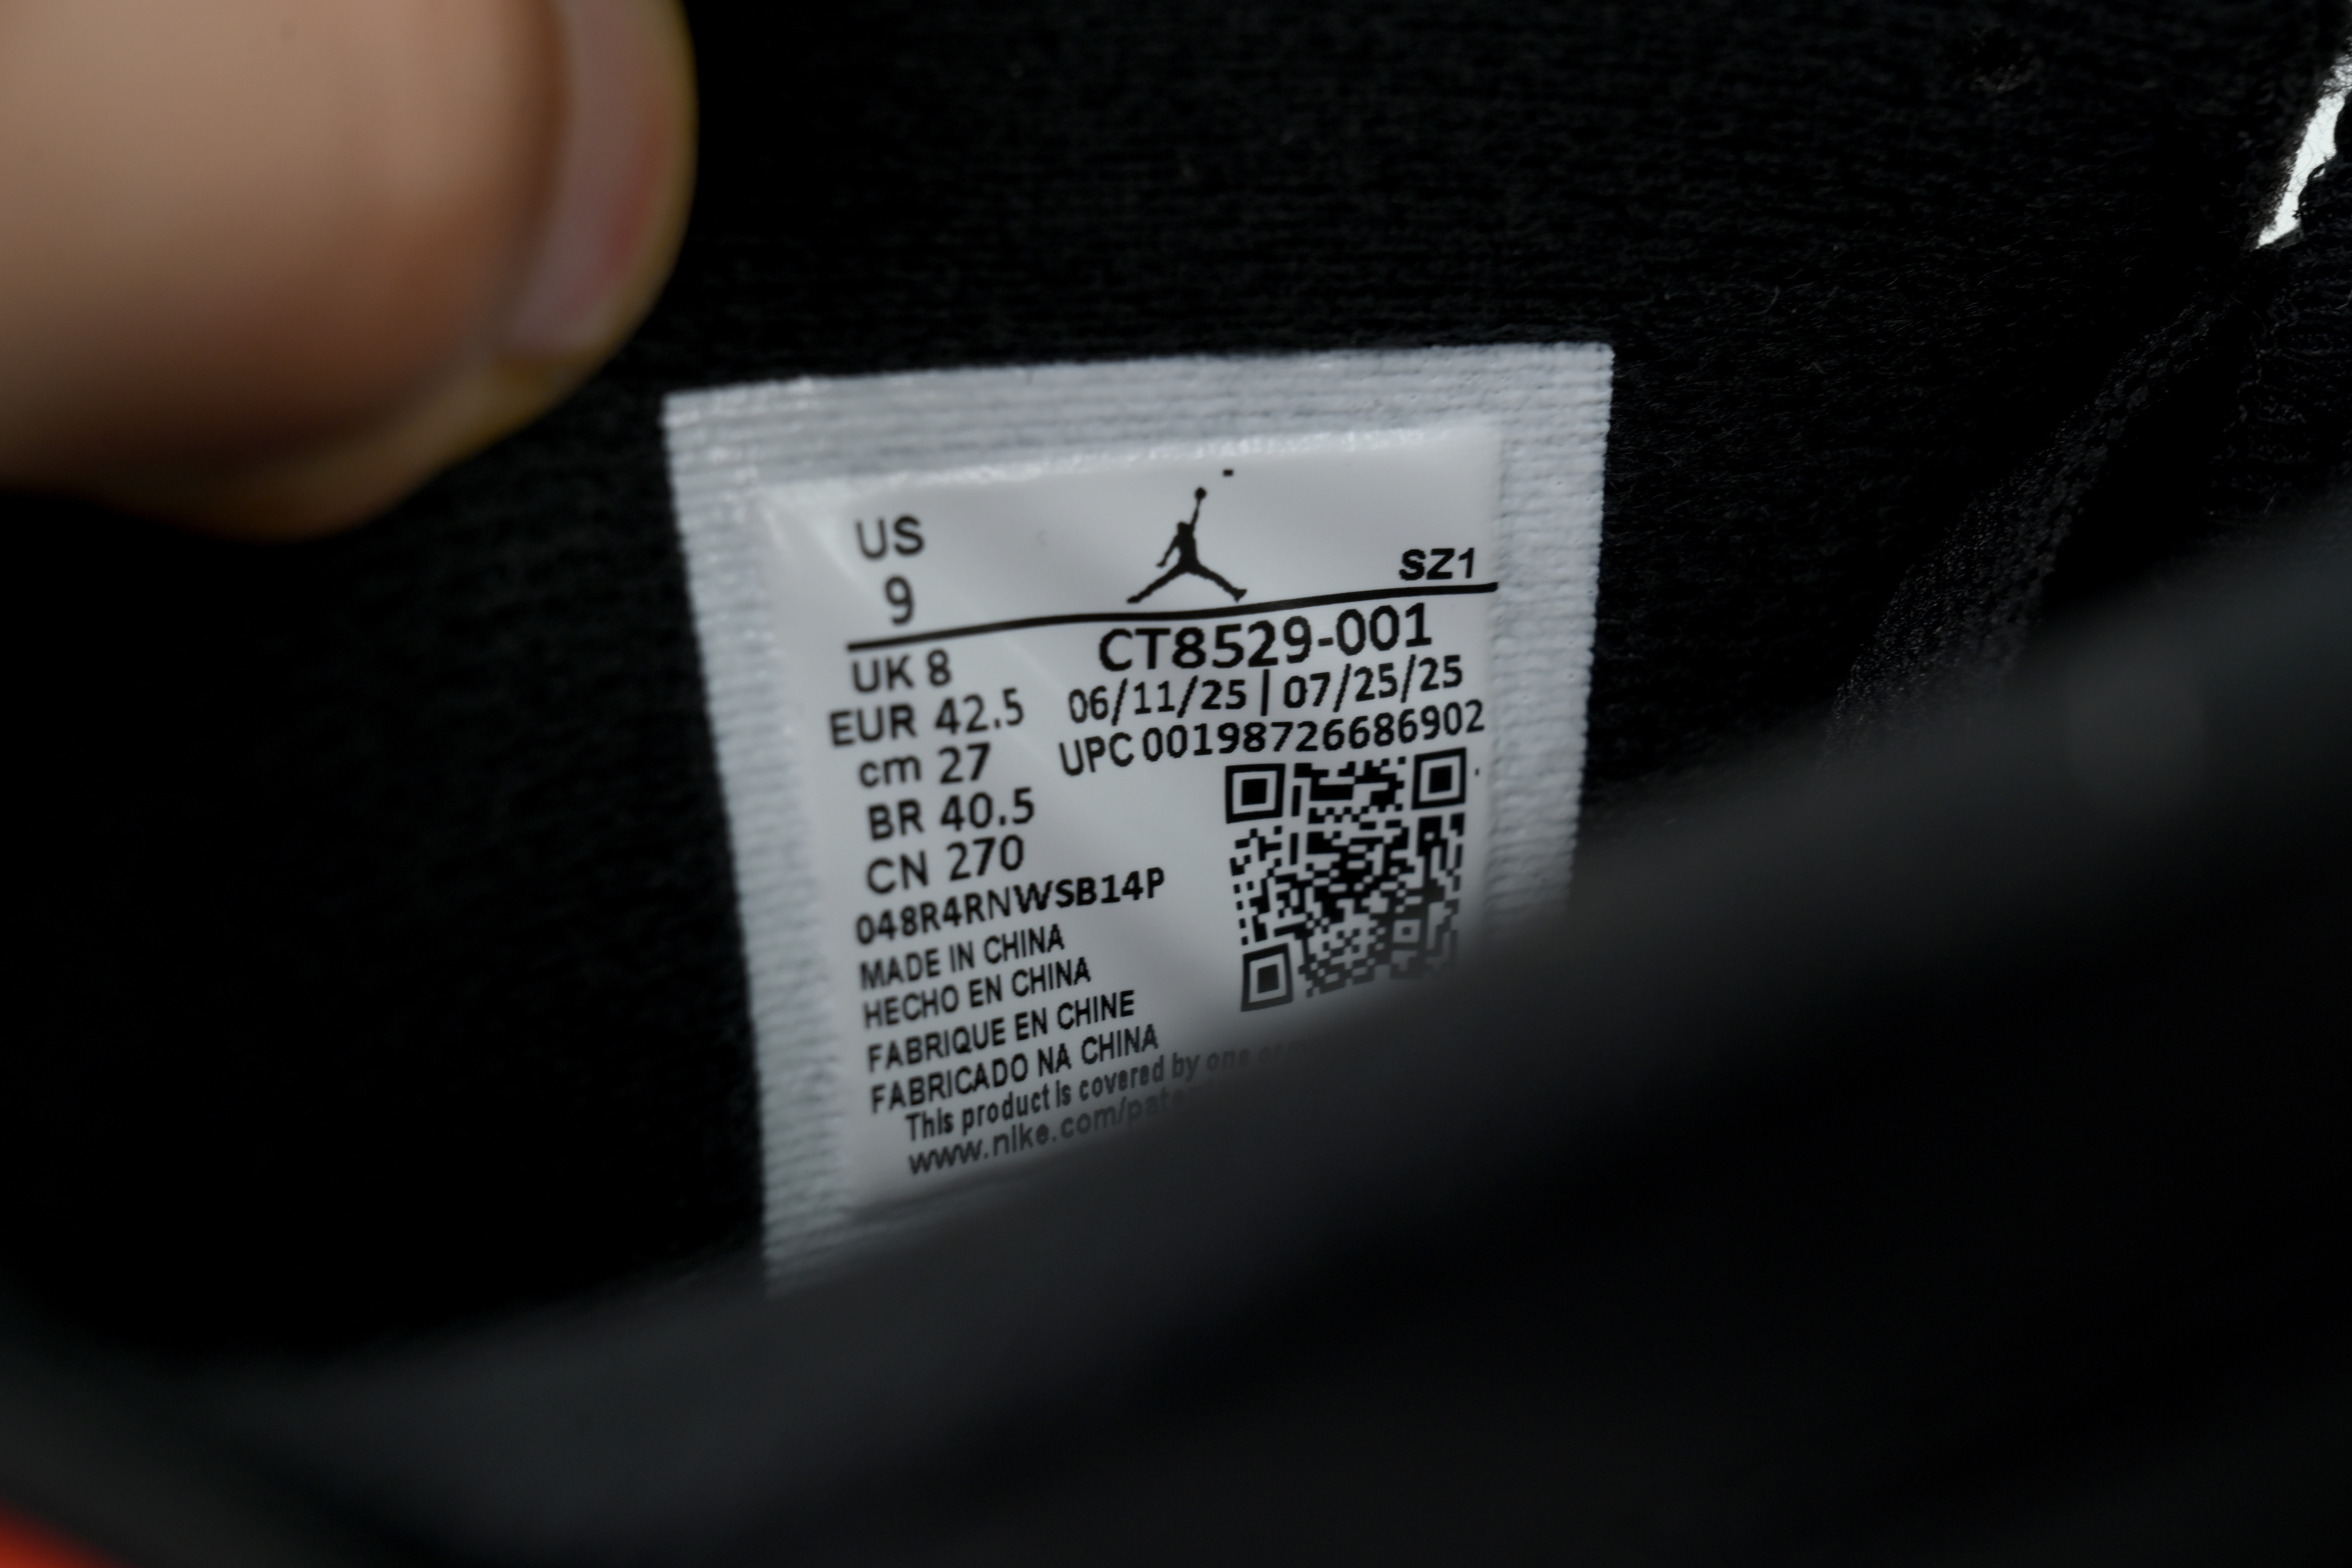 US
9
SZ1
UK 8
EUR 42.5
cm 27
BR 40.5
CN 270
CT8529-001
06/11/25 | 07/25/25
UPC 00198726686902
048R4RNWSB14P
MADE IN CHINA
HECHO EN CHINA
FABRIQUE EN CHINE
FABRICADO NA CHINA
This product is covered by one
www.nike.com/